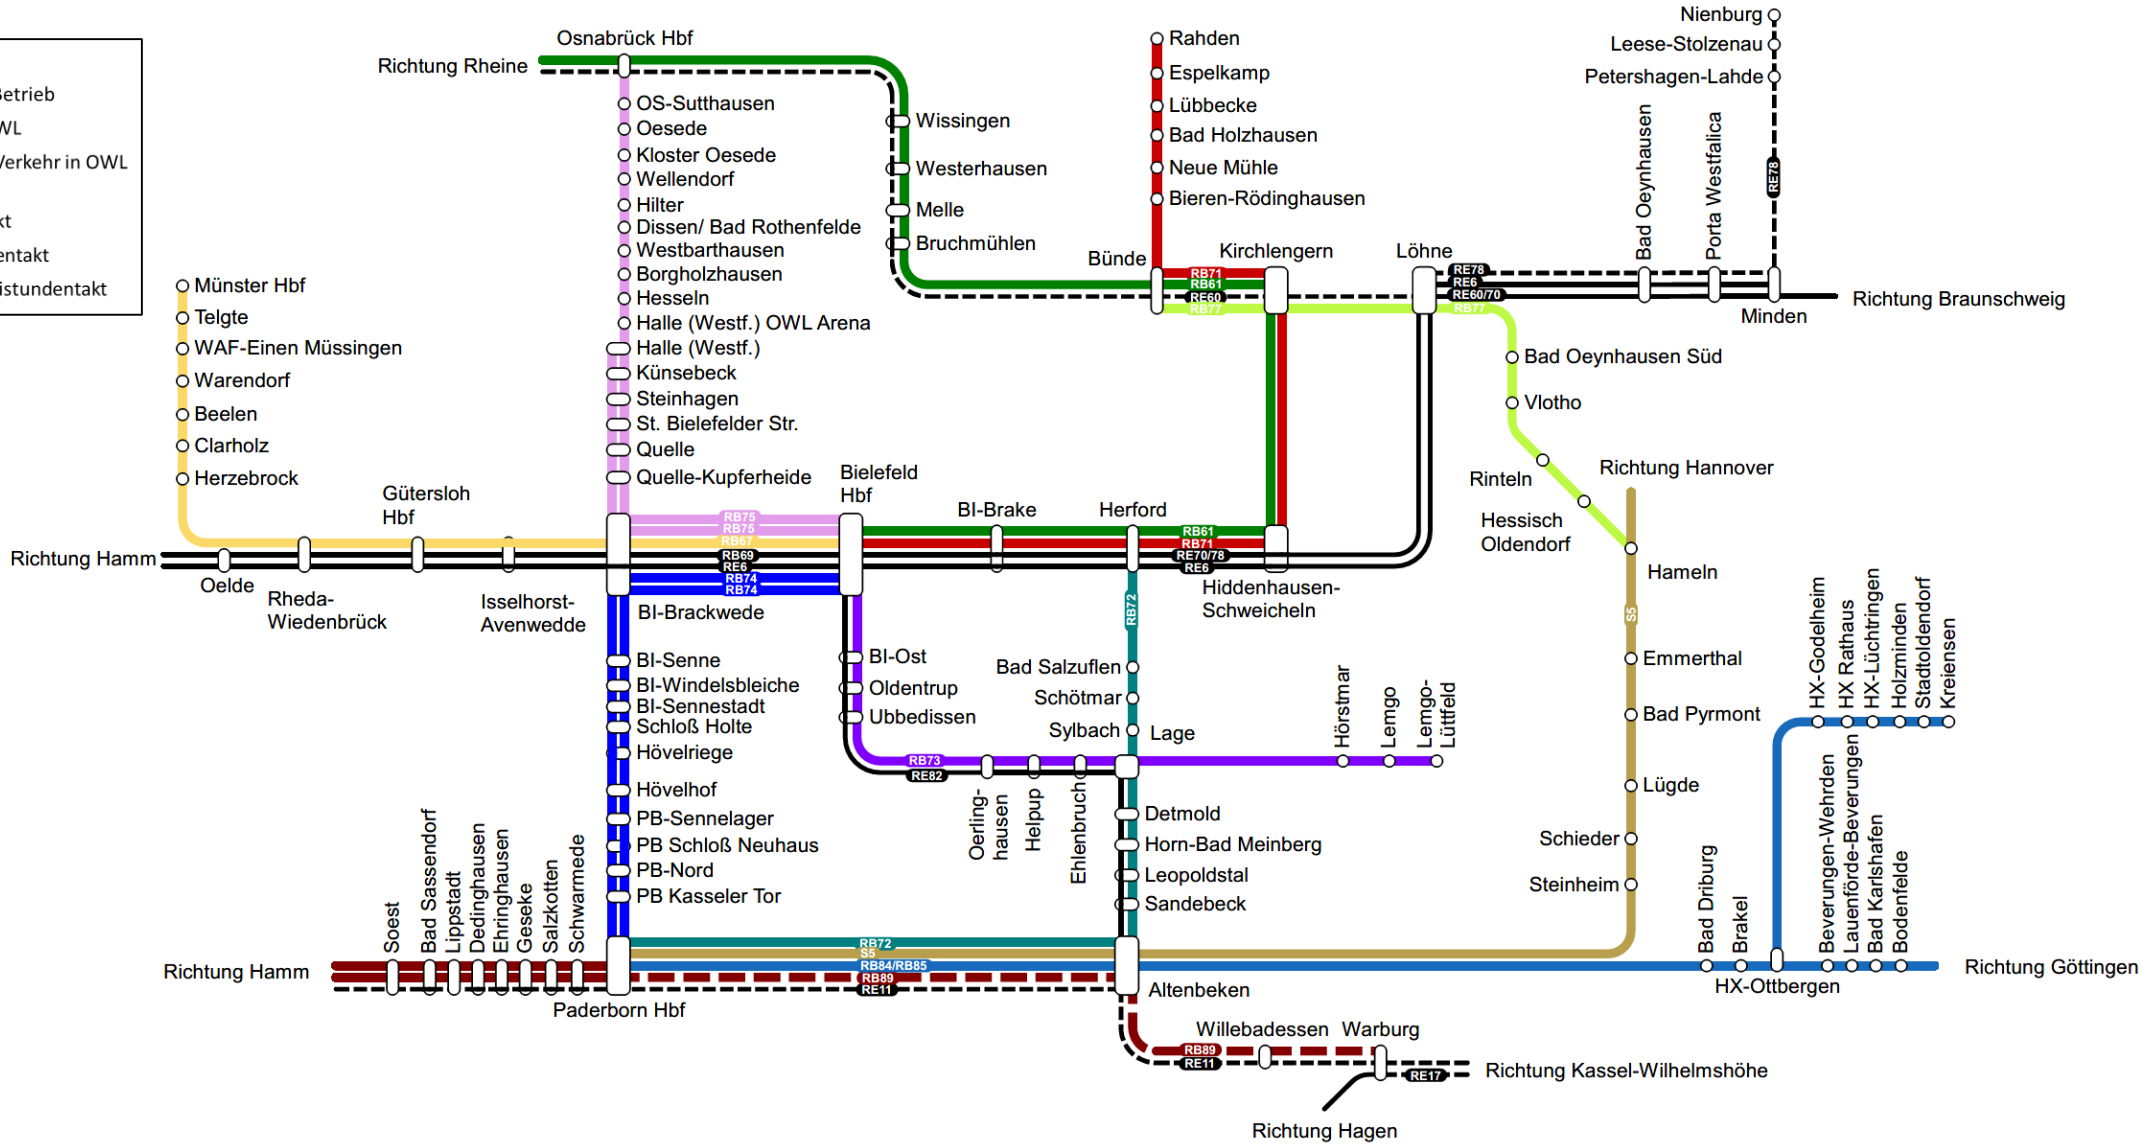 Betrieb
WL
Verkehr in OWL
kt
entakt
istundentakt
Osnabrück Hbf
Richtung Rheine
OS-Sutthausen
Oesede
Kloster Oesede
Wellendorf
Hilter
Dissen/ Bad Rothenfelde
Westbarthausen
Borgholzhausen
Hesseln
Halle (Westf.) OWL Arena
Halle (Westf.)
Künsebeck
Steinhagen
St. Bielefelder Str.
Quelle
Quelle-Kupferheide
Wissingen
Westerhausen
Melle
Bruchmühlen
Rahden
Espelkamp
Lübbecke
Bad Holzhausen
Neue Mühle
Bieren-Rödinghausen
Bünde
Kirchlengern
Löhne
RB71
RB61
RE60
RB77
RE78
RE6
RE60/70
RB77
Nienburg
Leese-Stolzenau
Petershagen-Lahde
RE78
Bad Oeynhausen
Porta Westfalica
Minden
Richtung Braunschweig
Münster Hbf
Telgte
WAF-Einen Müssingen
Warendorf
Beelen
Clarholz
Herzebrock
Gütersloh
Hbf
Richtung Hamm
Oelde
Rheda-
Wiedenbrück
Isselhorst-
Avenwedde
BI-Brackwede
RB75
RB75
RB67
RB69
RE6
RB74
RB74
Bielefeld
Hbf
BI-Brake
Herford
RB61
RB71
RE70/78
RE6
Hiddenhausen-
Schweicheln
Bad Oeynhausen Süd
Vlotho
Rinteln
Hessisch
Oldendorf
Richtung Hannover
Hameln
S5
Emmerthal
Bad Pyrmont
Lügde
Schieder
Steinheim
BI-Senne
BI-Windelsbleiche
BI-Sennestadt
Schloß Holte
Hövelriege
Hövelhof
PB-Sennelager
PB Schloß Neuhaus
PB-Nord
PB Kasseler Tor
BI-Ost
Oldentrup
Ubbedissen
RB73
RE82
Oerling-
hausen
Helpup
Ehlenbruch
RB72
Bad Salzuflen
Schötmar
Sylbach
Lage
Hörstmar
Lemgo
Lemgo-
Lüttfeld
Detmold
Horn-Bad Meinberg
Leopoldstal
Sandebeck
HX-Godelheim
HX Rathaus
HX-Lüchtringen
Holzminden
Stadtoldendorf
Kreiensen
Bad Driburg
Brakel
HX-Ottbergen
Beverungen-Wehrden
Lauenförde-Beverungen
Bad Karlshafen
Bodenfelde
Richtung Göttingen
Soest
Bad Sassendorf
Lippstadt
Dedinghausen
Ehringhausen
Geseke
Salzkotten
Schwarmede
Richtung Hamm
Paderborn Hbf
RB72
S5
RB84/RB85
RB89
RE11
Altenbeken
Willebadessen
Warburg
RB89
RE11
RE17
Richtung Kassel-Wilhelmshöhe
Richtung Hagen